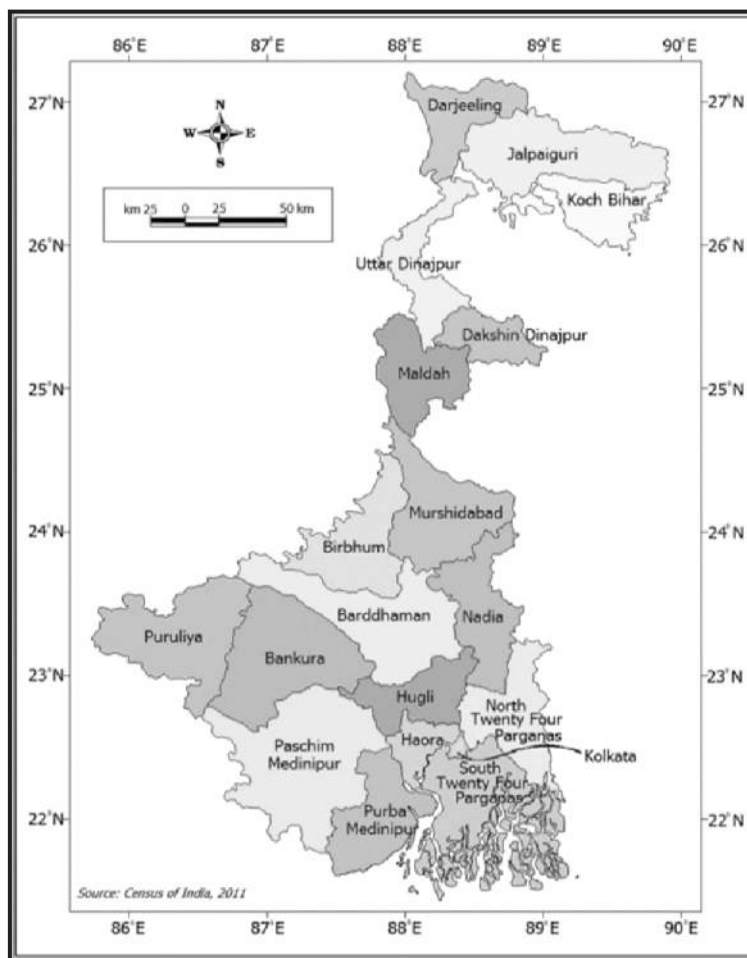 86°E 87°E 88°E 89°E 90°E
27°N 27°N
Darjeeling
N
W E
S
Jalpaiguri
Koch Bihar
km 25 0 25 50 km
26°N 26°N
Uttar Dinajpur
Dakshin Dinajpur
Maldah
25°N 25°N
Murshidabad
24°N 24°N
Birbhum
Barddhaman
Nadia
Puruliya
Bankura
23°N 23°N
Hugli
North
Twenty Four
Parganas
Haora
Kolkata
Paschim
Medinipur
South
Twenty Four
Parganas
Purba
Medinipur
22°N 22°N
Source: Census of India, 2011
86°E 87°E 88°E 89°E 90°E